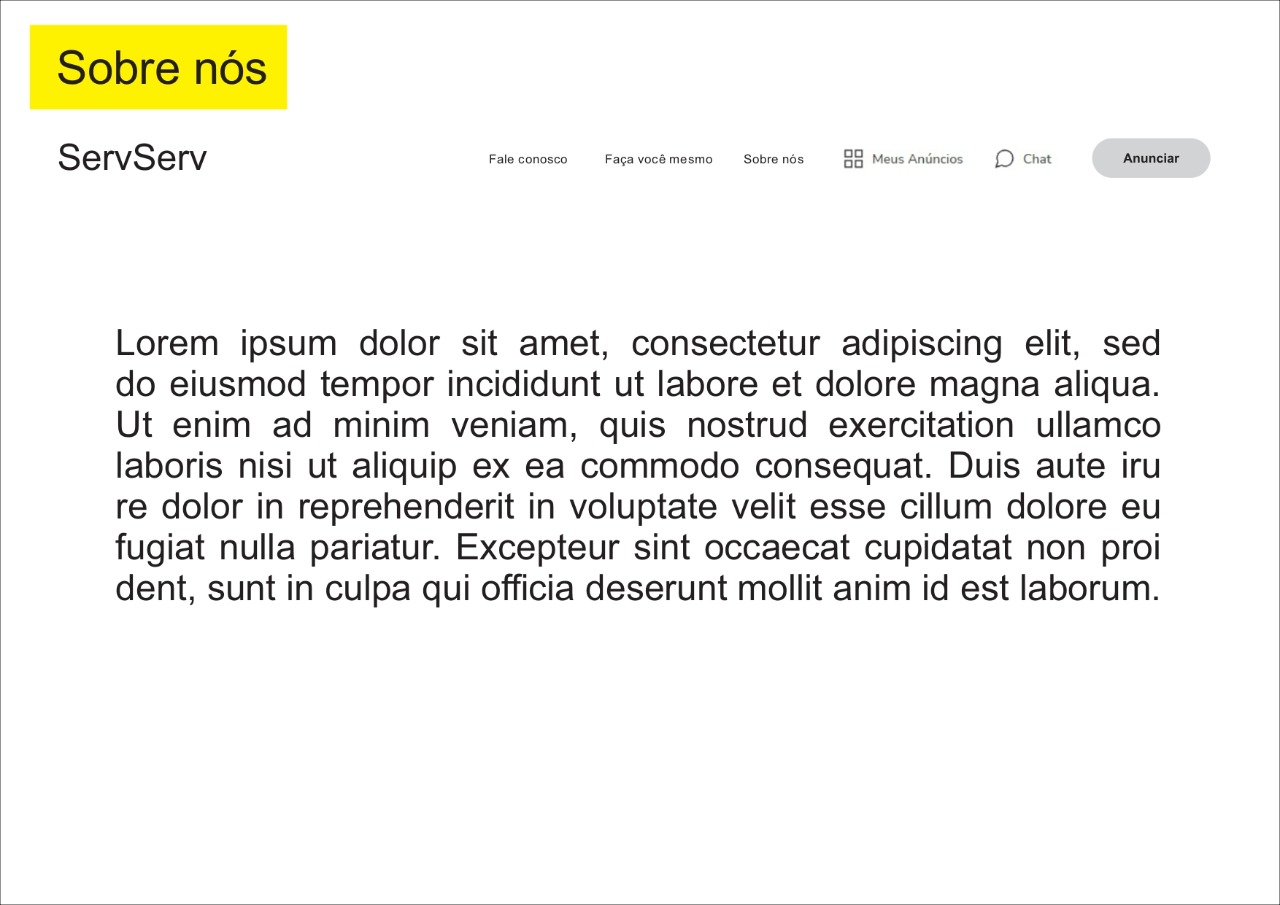 Sobre nós
ServServ
Fale conosco
Faça você mesmo
Sobre nós
Meus Anúncios
Chat
Anunciar
Lorem ipsum dolor sit amet, consectetur adipiscing elit, sed
do eiusmod tempor incididunt ut labore et dolore magna aliqua.
Ut enim ad minim veniam, quis nostrud exercitation ullamco
laboris nisi ut aliquip ex ea commodo consequat. Duis aute iru
re dolor in reprehenderit in voluptate velit esse cillum dolore eu
fugiat nulla pariatur. Excepteur sint occaecat cupidatat non proi
dent, sunt in culpa qui officia deserunt mollit anim id est laborum.